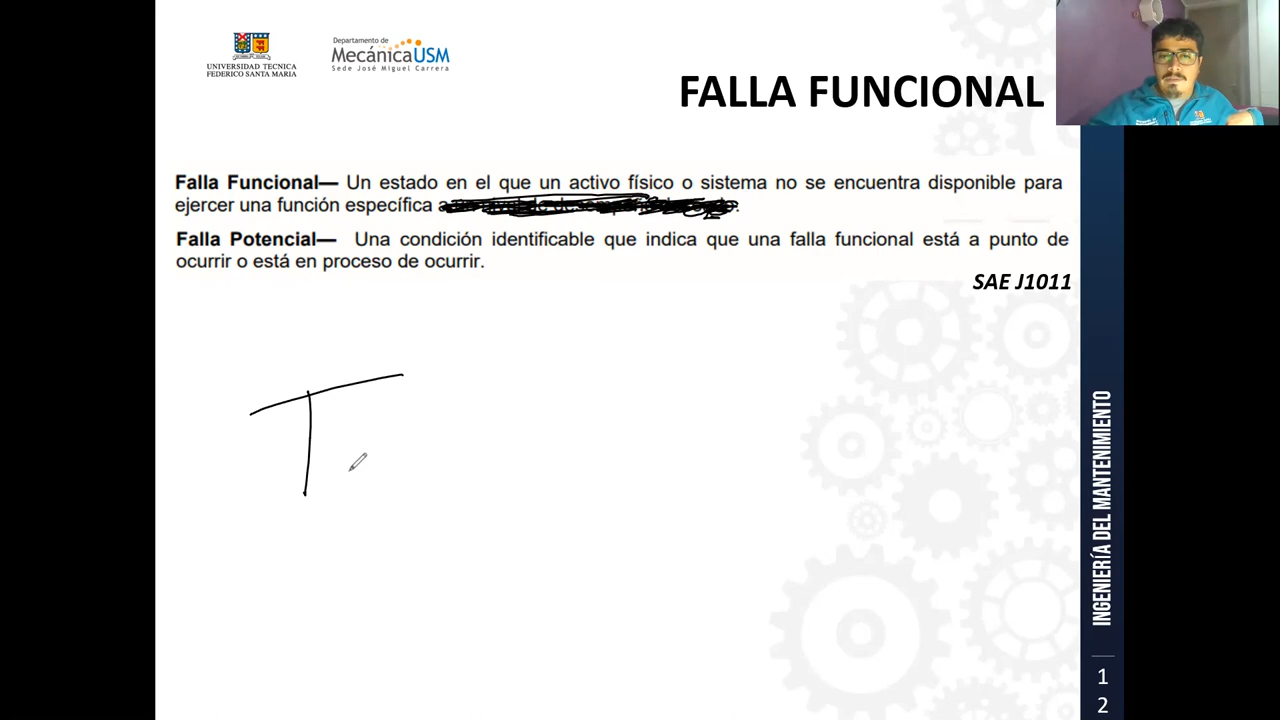 UNIVERSIDAD TECNICA
FEDERICO SANTA MARIA
Departamento de
MecánicaUSM
Sede José Miguel Carrera
FALLA FUNCIONAL
Falla Funcional— Un estado en el que un activo físico o sistema no se encuentra disponible para
ejercer una función específica
Falla Potencial— Una condición identificable que indica que una falla funcional está a punto de
ocurrir o está en proceso de ocurrir.
SAE J1011
T
INGENIERÍA DEL MANTENIMIENTO
1
2